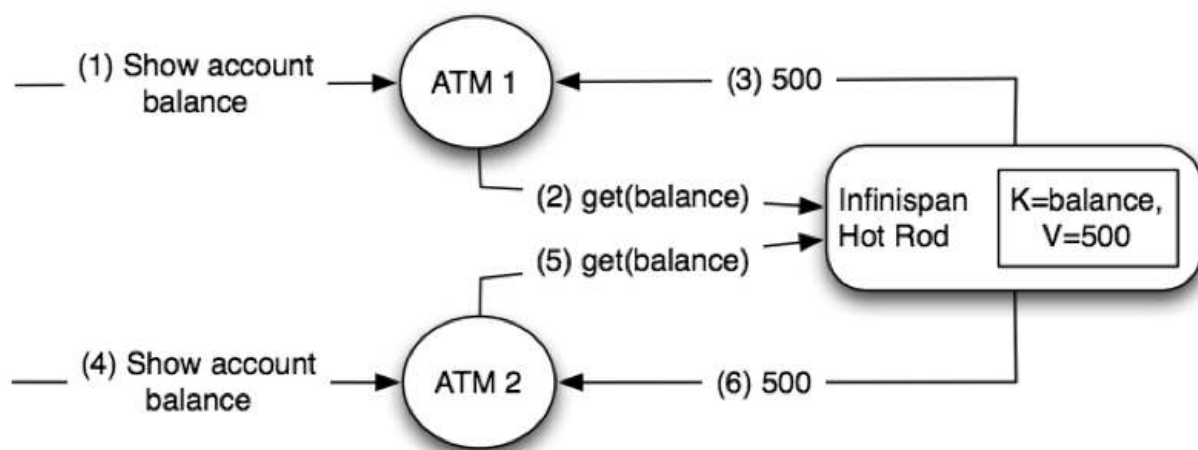 (1) Show account
balance
ATM 1
(3) 500
(2) get(balance)
Infinispan
Hot Rod
K=balance,
V=500
(5) get(balance)
(4) Show account
balance
ATM 2
(6) 500